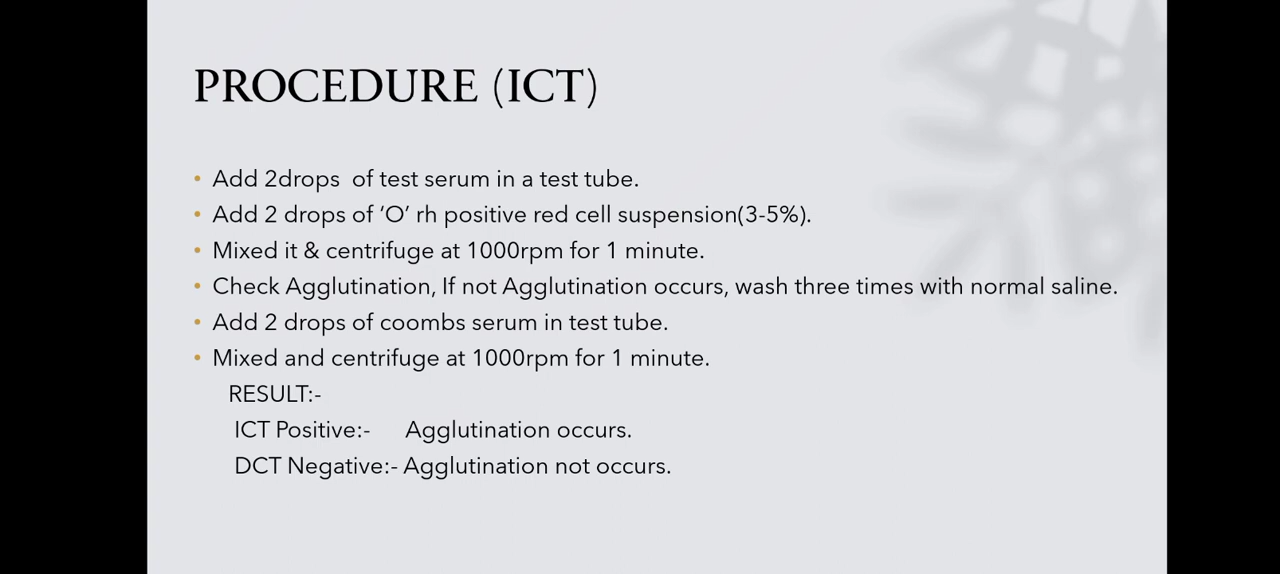 PROCEDURE (ICT)
• Add 2drops  of test serum in a test tube.
• Add 2 drops of ‘O’ rh positive red cell suspension(3-5%).
• Mixed it & centrifuge at 1000rpm for 1 minute.
• Check Agglutination, If not Agglutination occurs, wash three times with normal saline.
• Add 2 drops of coombs serum in test tube.
• Mixed and centrifuge at 1000rpm for 1 minute.
RESULT:-
ICT Positive:-      Agglutination occurs.
DCT Negative:- Agglutination not occurs.